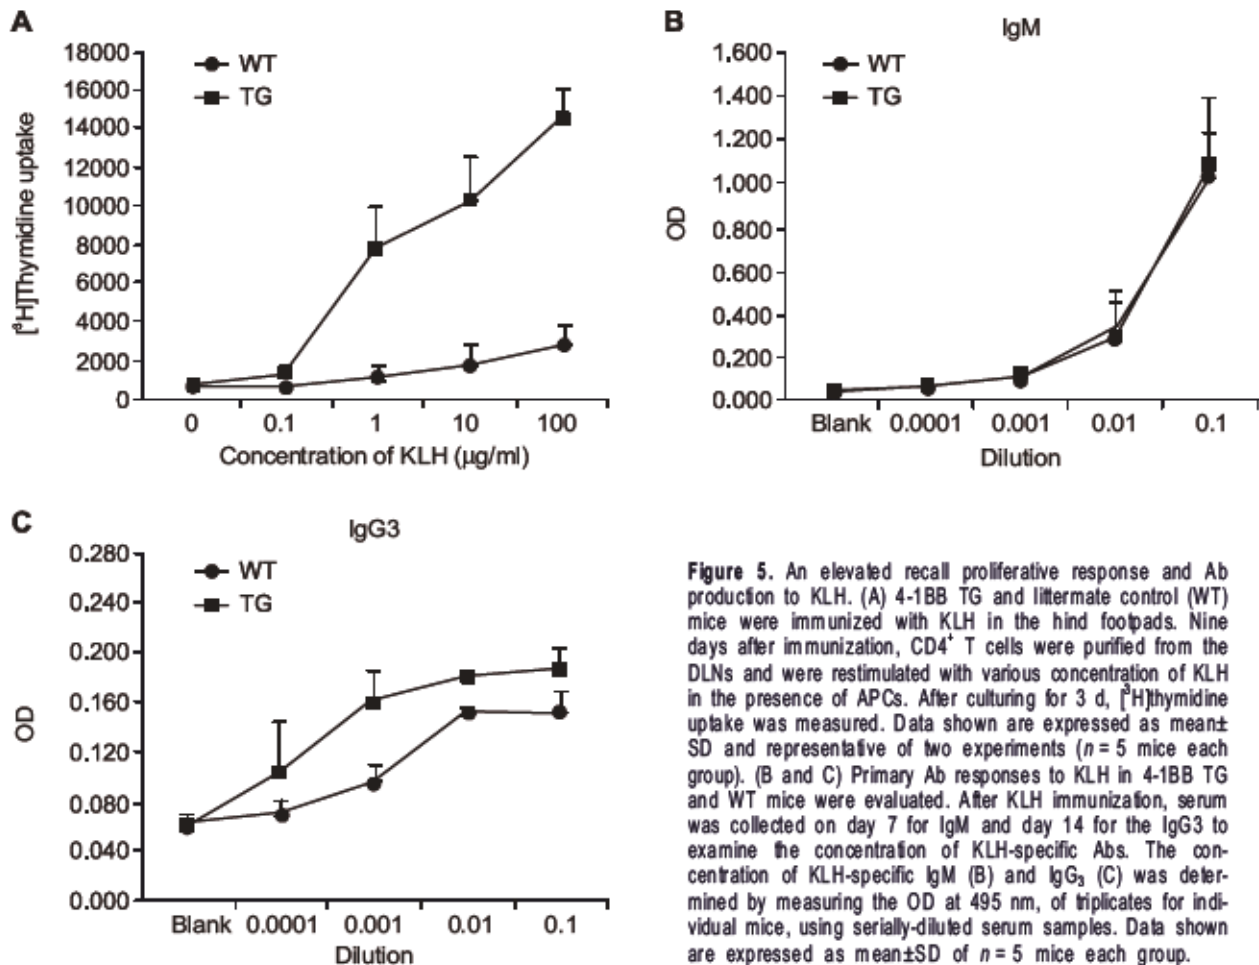 A
18000
16000
14000
12000
10000
8000
6000
4000
2000
0
[³H]Thymidine uptake
WT
TG
0 0.1 1 10 100
Concentration of KLH (µg/ml)
B
IgM
1.600
1.400
1.200
1.000
0.800
0.600
0.400
0.200
0.000
OD
WT
TG
Blank 0.0001 0.001 0.01 0.1
Dilution
C
IgG3
0.280
0.240
0.200
0.160
0.120
0.080
0.040
0.000
OD
WT
TG
Blank 0.0001 0.001 0.01 0.1
Dilution
Figure 5. An elevated recall proliferative response and Ab
production to KLH. (A) 4-1BB TG and littermate control (WT)
mice were immunized with KLH in the hind footpads. Nine
days after immunization, CD4⁺ T cells were purified from the
DLNs and were restimulated with various concentration of KLH
in the presence of APCs. After culturing for 3 d, [³H]thymidine
uptake was measured. Data shown are expressed as mean±
SD and representative of two experiments (n = 5 mice each
group). (B and C) Primary Ab responses to KLH in 4-1BB TG
and WT mice were evaluated. After KLH immunization, serum
was collected on day 7 for IgM and day 14 for the IgG3 to
examine the concentration of KLH-specific Abs. The con-
centration of KLH-specific IgM (B) and IgG₃ (C) was deter-
mined by measuring the OD at 495 nm, of triplicates for indi-
vidual mice, using serially-diluted serum samples. Data shown
are expressed as mean±SD of n = 5 mice each group.